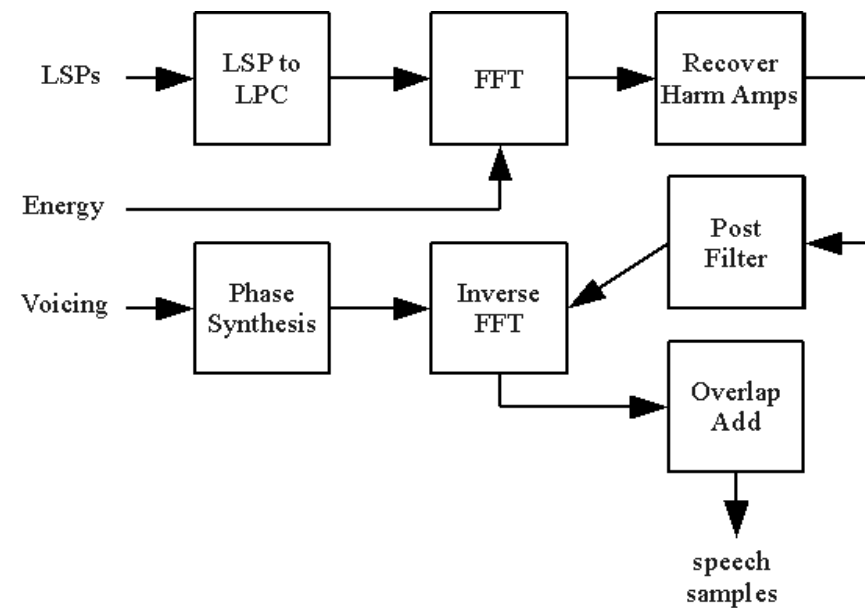 LSPs
LSP to
LPC
FFT
Recover
Harm Amps
Energy
Post
Filter
Voicing
Phase
Synthesis
Inverse
FFT
Overlap
Add
speech
samples